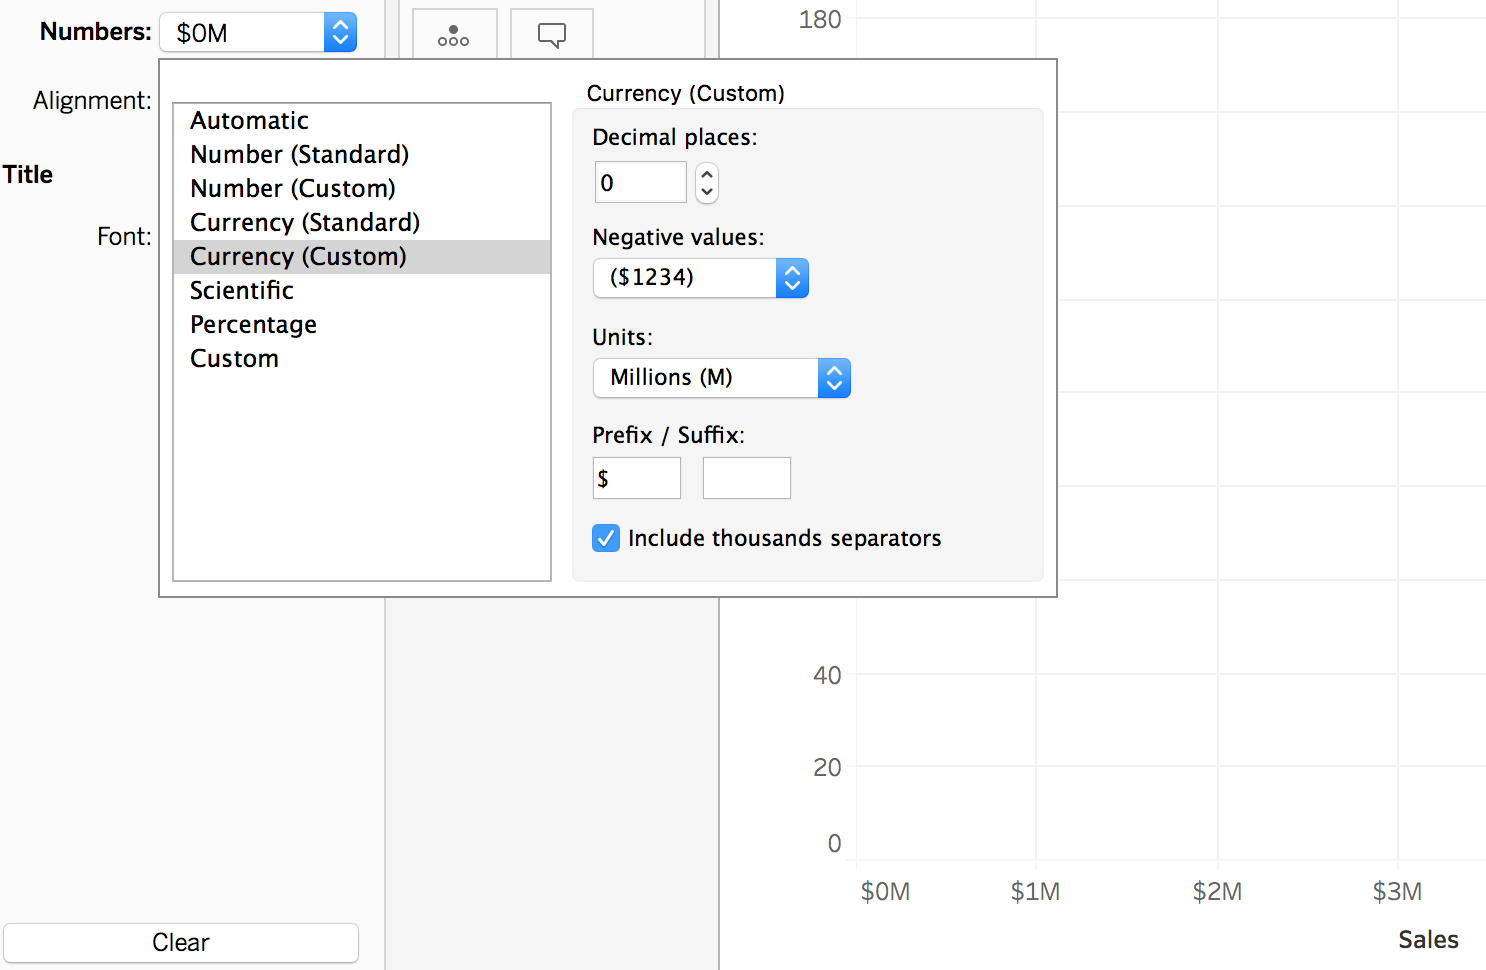 Numbers:
$0M
Alignment:
Title
Font:
Automatic
Number (Standard)
Number (Custom)
Currency (Standard)
Currency (Custom)
Scientific
Percentage
Custom
Currency (Custom)
Decimal places:
0
Negative values:
($1234)
Units:
Millions (M)
Prefix / Suffix:
$
Include thousands separators
Clear
180
40
20
0
$0M $1M $2M $3M
Sales